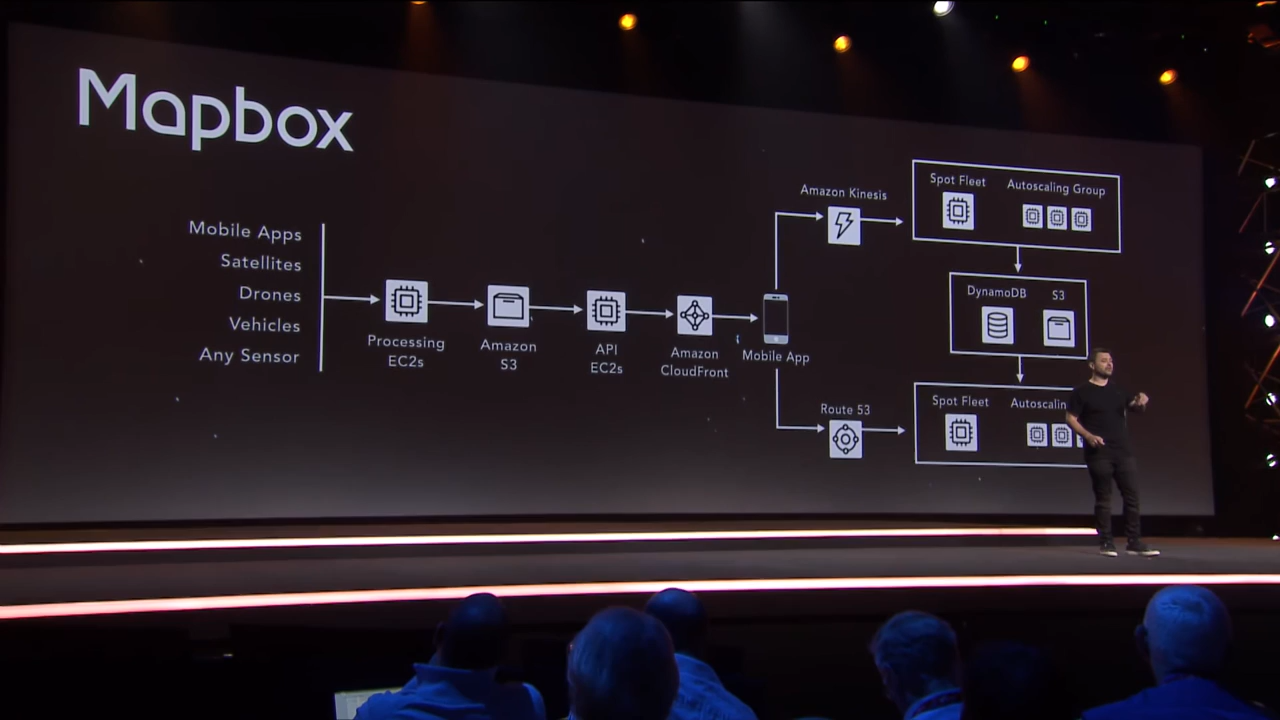 Mapbox
Mobile Apps
Satellites
Drones
Vehicles
Any Sensor
Processing
EC2s
Amazon
S3
API
EC2s
Amazon
CloudFront
Mobile App
Amazon Kinesis
Spot Fleet
Autoscaling Group
DynamoDB
S3
Route 53
Spot Fleet
Autoscalin